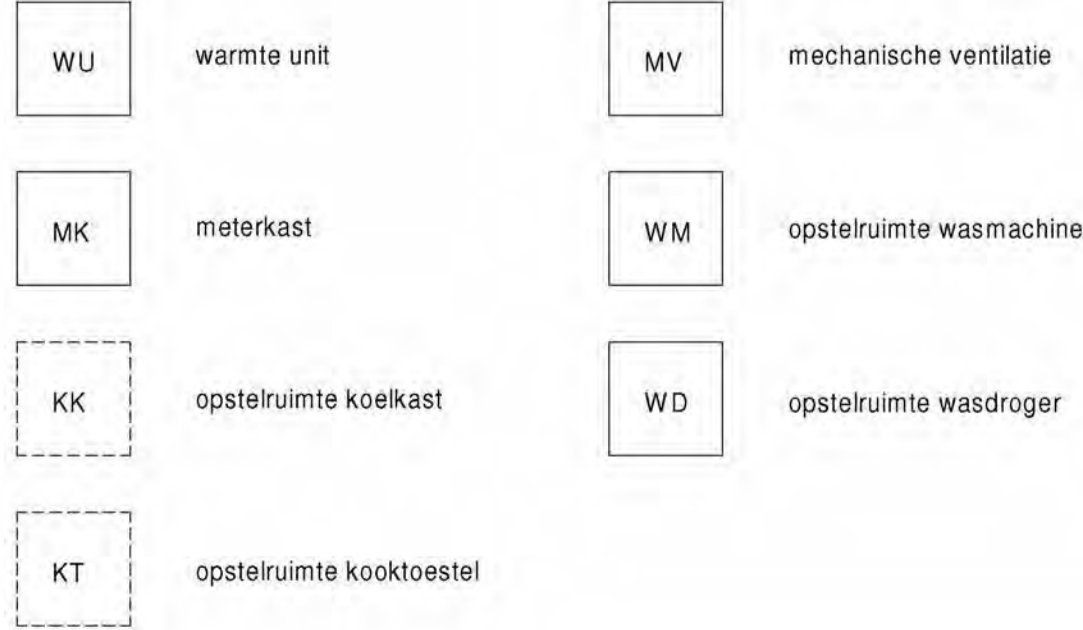 WU warmte unit
MV mechanische ventilatie
MK meterkast
WM opstelruimte wasmachine
KK opstelruimte koelkast
WD opstelruimte wasdroger
KT opstelruimte kooktoestel